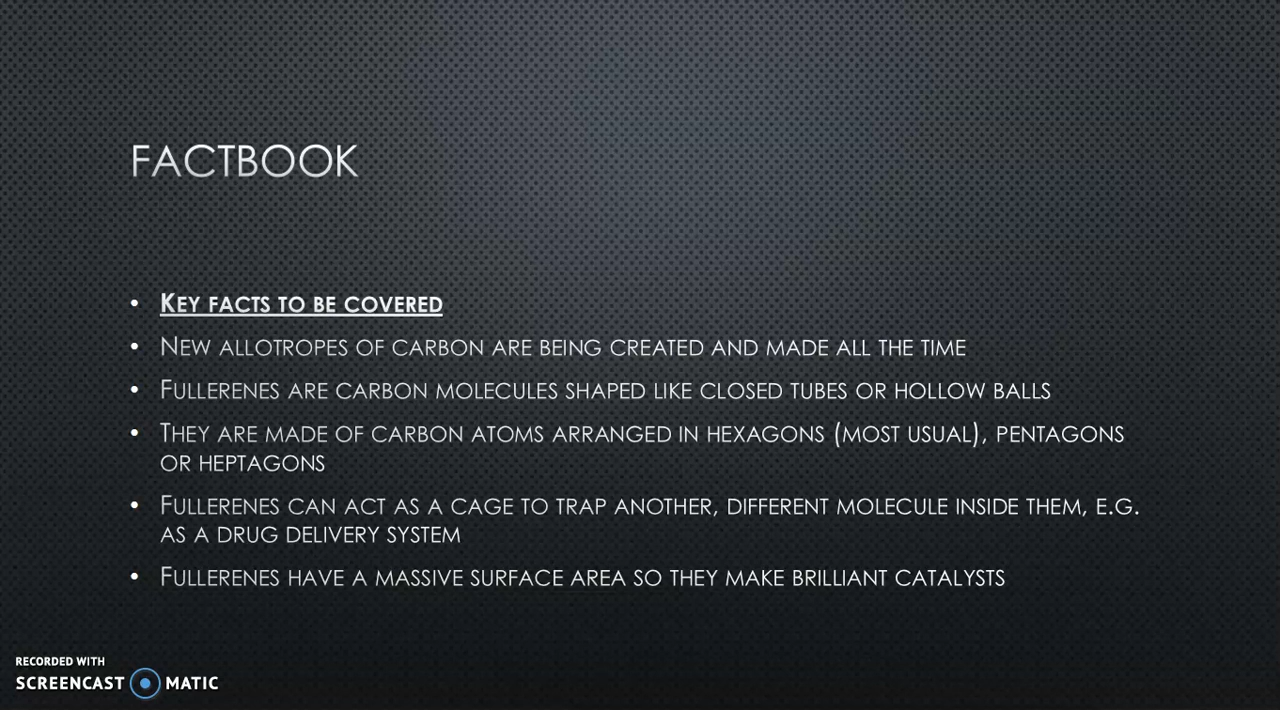 FACTBOOK
• KEY FACTS TO BE COVERED
• NEW ALLOTROPES OF CARBON ARE BEING CREATED AND MADE ALL THE TIME
• FULLERENES ARE CARBON MOLECULES SHAPED LIKE CLOSED TUBES OR HOLLOW BALLS
• THEY ARE MADE OF CARBON ATOMS ARRANGED IN HEXAGONS (MOST USUAL), PENTAGONS
OR HEPTAGONS
• FULLERENES CAN ACT AS A CAGE TO TRAP ANOTHER, DIFFERENT MOLECULE INSIDE THEM, E.G.
AS A DRUG DELIVERY SYSTEM
• FULLERENES HAVE A MASSIVE SURFACE AREA SO THEY MAKE BRILLIANT CATALYSTS
RECORDED WITH
SCREENCAST MATIC